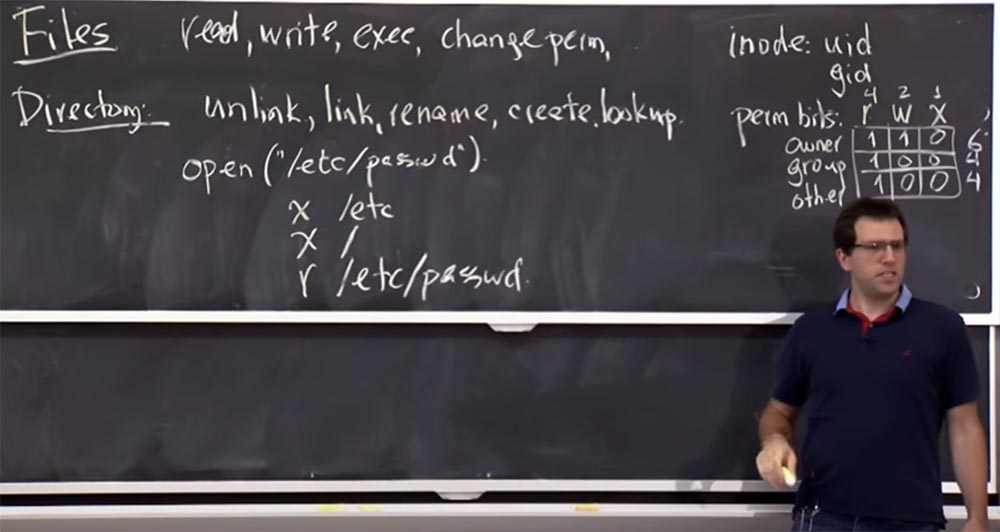 Files read, write, exec, change perm,
Directory: unlink, link, rename, create, lookup.
open("/etc/passwd")
x /etc
x /
r /etc/passwd.
inode: uid
gid
4 2 1
perm bits: r w x
owner 1 1 0 6
group 1 0 0 4
other 1 0 0 4